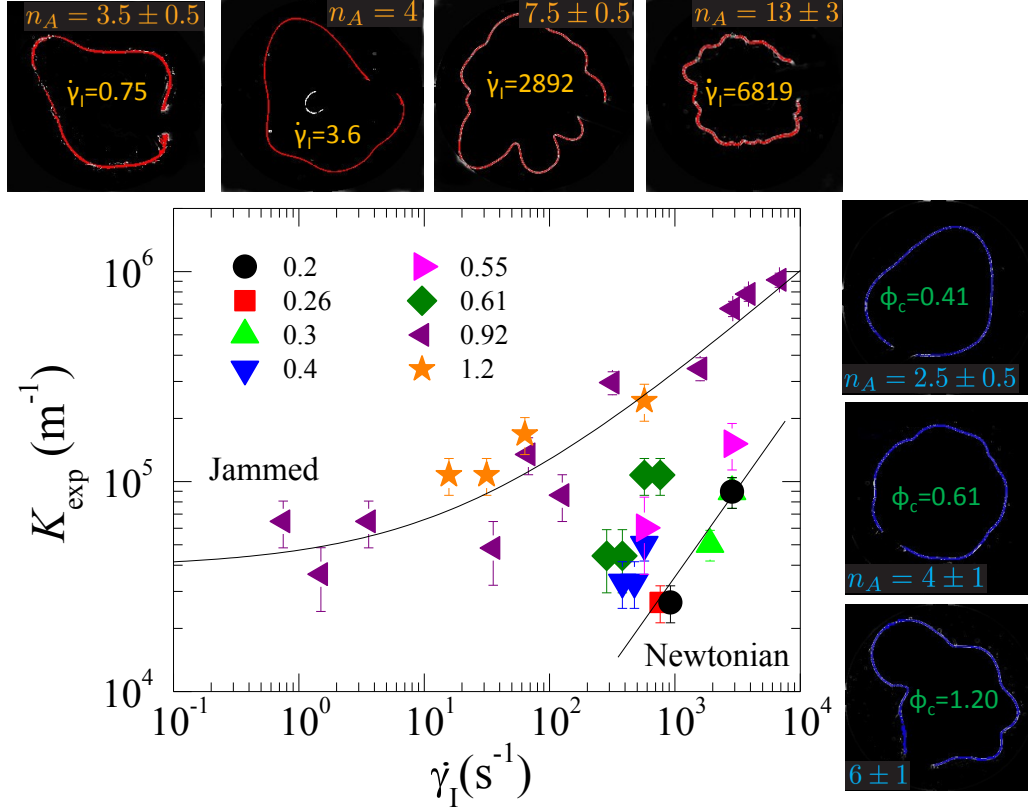 n_A = 3.5 ± 0.5
n_A = 4
7.5 ± 0.5
n_A = 13 ± 3
γ̇_I=0.75
γ̇_I=3.6
γ̇_I=2892
γ̇_I=6819
10^6
10^5
10^4
K_exp (m^-1)
0.2
0.26
0.3
0.4
0.55
0.61
0.92
1.2
Jammed
Newtonian
10^-1
10^0
10^1
10^2
10^3
10^4
γ̇_I(s^-1)
ϕ_c=0.41
n_A = 2.5 ± 0.5
ϕ_c=0.61
n_A = 4 ± 1
ϕ_c=1.20
6 ± 1